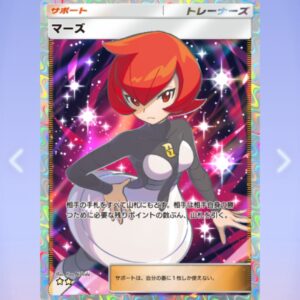 サポート
トレーナーズ
マーズ
相手の手札をすべて山札にもどす。相手は相手自身の勝
つために必要な残りポイントの数ぶん、山札を引く。
サポートは、自分の番に1枚しか使えない。